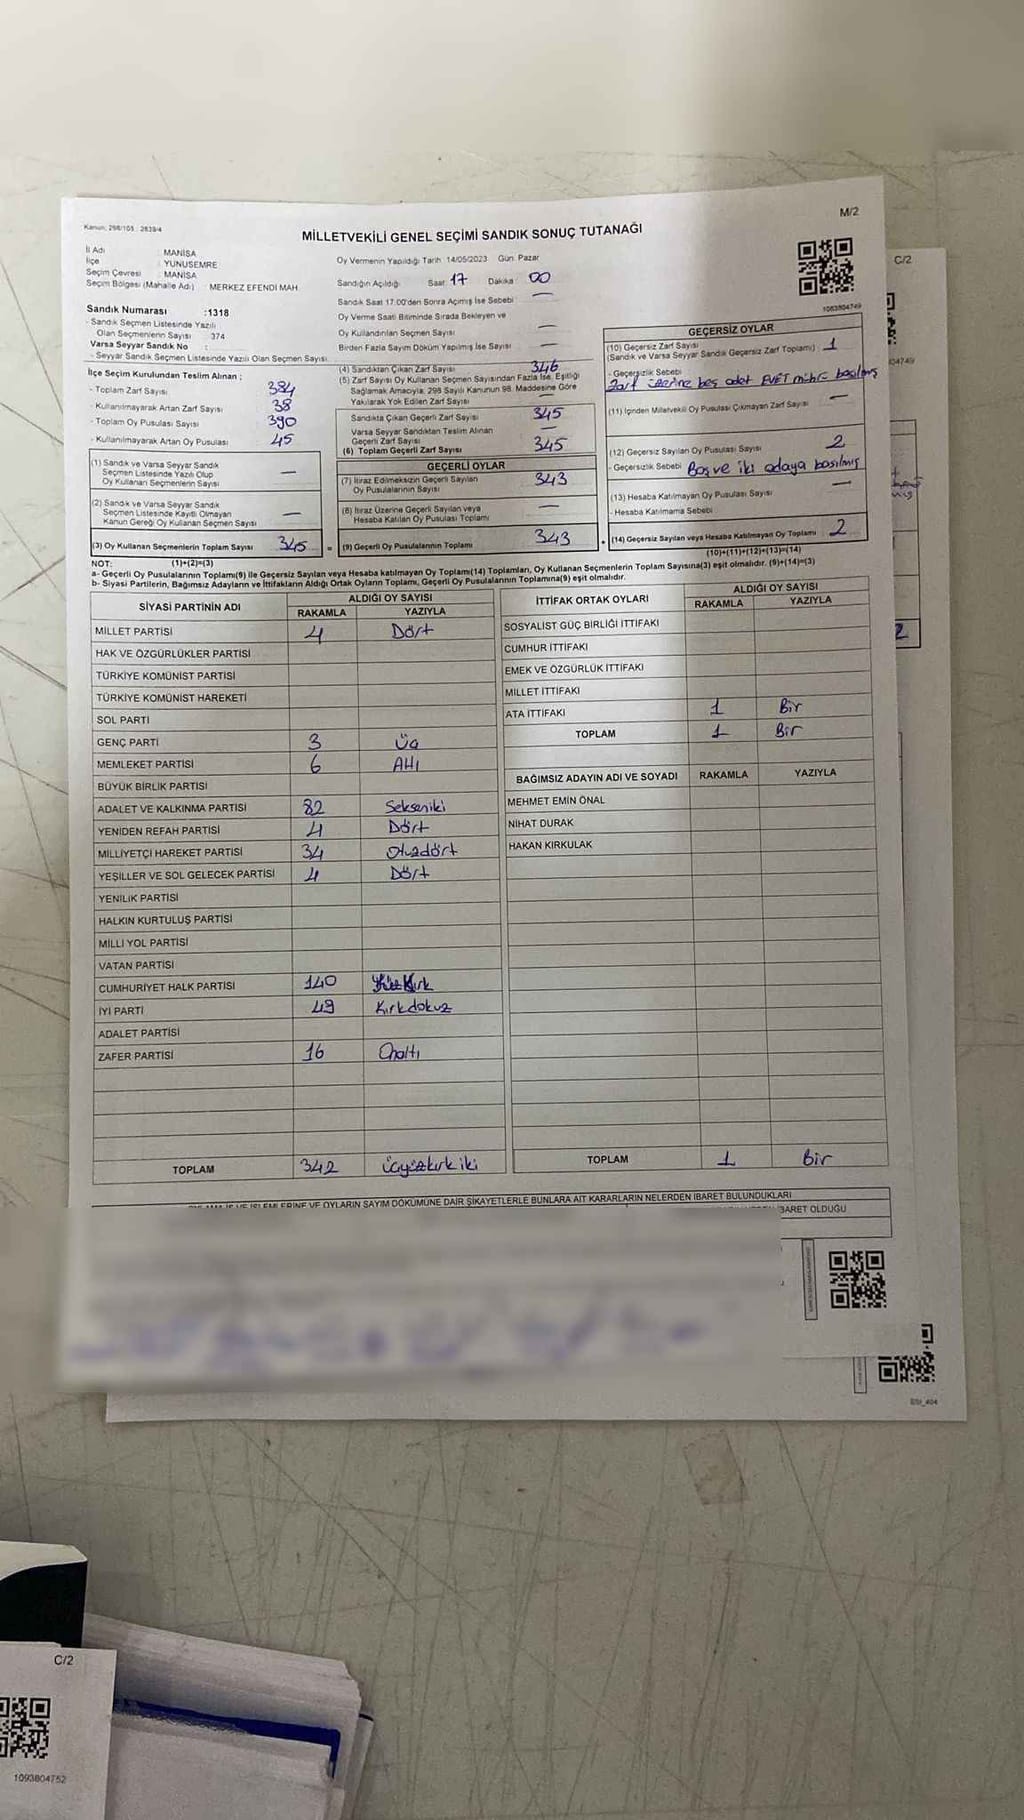 Kanun: 298/105 : 2839/4
M/2
MİLLETVEKİLİ GENEL SEÇİMİ SANDIK SONUÇ TUTANAĞI
İl Adı : MANİSA
İlçe : YUNUSEMRE
Seçim Çevresi : MANİSA
Seçim Bölgesi (Mahalle Adı) : MERKEZ EFENDİ MAH.
Oy Vermenin Yapıldığı Tarih 14/05/2023 Gün: Pazar
Sandığın Açıldığı Saat 17 Dakika 00
Sandık Saat 17:00'den Sonra Açımış İse Sebebi —
Oy Verme Saati Bitiminde Sırada Bekleyen ve
Oy Kullandırılan Seçmen Sayısı —
Birden Fazla Sayım Döküm Yapılmış İse Sayısı —
1083804749
Sandık Numarası :1318
- Sandık Seçmen Listesinde Yazılı
Olan Seçmenlerin Sayısı : 374
Varsa Seyyar Sandık No :
- Seyyar Sandık Seçmen Listesinde Yazılı Olan Seçmen Sayısı:
İlçe Seçim Kurulundan Teslim Alınan ;
- Toplam Zarf Sayısı 384
- Kullanılmayarak Artan Zarf Sayısı 38
- Toplam Oy Pusulası Sayısı 390
- Kullanılmayarak Artan Oy Pusulası 45
(1) Sandık ve Varsa Seyyar Sandık
Seçmen Listesinde Yazılı Olup
Oy Kullanan Seçmenlerin Sayısı —
(2) Sandık ve Varsa Seyyar Sandık
Seçmen Listesinde Kayıtlı Olmayan
Kanun Gereği Oy Kullanan Seçmen Sayısı —
(3) Oy Kullanan Seçmenlerin Toplam Sayısı 345
(4) Sandıktan Çıkan Zarf Sayısı 346
(5) Zarf Sayısı Oy Kullanan Seçmen Sayısından Fazla İse, Eşitliği
Sağlamak Amacıyla, 298 Sayılı Kanunun 98. Maddesine Göre
Yakılarak Yok Edilen Zarf Sayısı —
Sandıkta Çıkan Geçerli Zarf Sayısı 345
Varsa Seyyar Sandıktan Teslim Alınan
Geçerli Zarf Sayısı —
(6) Toplam Geçerli Zarf Sayısı 345
GEÇERLİ OYLAR
(7) İtiraz Edilmeksizin Geçerli Sayılan
Oy Pusulalarının Sayısı 343
(8) İtiraz Üzerine Geçerli Sayılan veya
Hesaba Katılan Oy Pusulası Toplamı —
(9) Geçerli Oy Pusulalarının Toplamı 343
GEÇERSİZ OYLAR
(10) Geçersiz Zarf Sayısı
(Sandık ve Varsa Seyyar Sandık Geçersiz Zarf Toplamı) 1
- Geçersizlik Sebebi
Zarf üzerine beş adet EVET mührü basılmış
(11) İçinden Milletvekili Oy Pusulası Çıkmayan Zarf Sayısı —
(12) Geçersiz Sayılan Oy Pusulası Sayısı 2
- Geçersizlik Sebebi Boş ve iki adaya basılmış
(13) Hesaba Katılmayan Oy Pusulası Sayısı —
- Hesaba Katılmama Sebebi
(14) Geçersiz Sayılan veya Hesaba Katılmayan Oy Toplamı 2
(10)+(11)+(12)+(13)=(14)
NOT: (1)+(2)=(3)
a- Geçerli Oy Pusulalarının Toplamı(9) ile Geçersiz Sayılan veya Hesaba katılmayan Oy Toplamı(14) Toplamları, Oy Kullanan Seçmenlerin Toplam Sayısına(3) eşit olmalıdır. (9)+(14)=(3)
b- Siyasi Partilerin, Bağımsız Adayların ve İttifakların Aldığı Ortak Oyların Toplamı, Geçerli Oy Pusulalarının Toplamına(9) eşit olmalıdır.
SİYASİ PARTİNİN ADI ALDIĞI OY SAYISI
RAKAMLA YAZIYLA
MİLLET PARTİSİ 4 Dört
HAK VE ÖZGÜRLÜKLER PARTİSİ
TÜRKİYE KOMÜNİST PARTİSİ
TÜRKİYE KOMÜNİST HAREKETİ
SOL PARTİ
GENÇ PARTİ 3 Üç
MEMLEKET PARTİSİ 6 Altı
BÜYÜK BİRLİK PARTİSİ
ADALET VE KALKINMA PARTİSİ 82 Sekseniki
YENİDEN REFAH PARTİSİ 4 Dört
MİLLİYETÇİ HAREKET PARTİSİ 34 Otuzdört
YEŞİLLER VE SOL GELECEK PARTİSİ 4 Dört
YENİLİK PARTİSİ
HALKIN KURTULUŞ PARTİSİ
MİLLİ YOL PARTİSİ
VATAN PARTİSİ
CUMHURİYET HALK PARTİSİ 140 YüzKırk
İYİ PARTİ 49 Kırkdokuz
ADALET PARTİSİ
ZAFER PARTİSİ 16 Onaltı
TOPLAM 342 üçyüzkırkiki
İTTİFAK ORTAK OYLARI ALDIĞI OY SAYISI
RAKAMLA YAZIYLA
SOSYALİST GÜÇ BİRLİĞİ İTTİFAKI
CUMHUR İTTİFAKI
EMEK VE ÖZGÜRLÜK İTTİFAKI
MİLLET İTTİFAKI
ATA İTTİFAKI 1 Bir
TOPLAM 1 Bir
BAĞIMSIZ ADAYIN ADI VE SOYADI RAKAMLA YAZIYLA
MEHMET EMİN ÖNAL
NİHAT DURAK
HAKAN KIRKULAK
TOPLAM 1 Bir
OYLARIN SAYIM DÖKÜMÜNE DAİR ŞİKAYETLERLE BUNLARA AİT KARARLARIN NELERDEN İBARET BULUNDUKLARI
BARET OLDUĞU
C/2
04749
2
C/2
1093804752